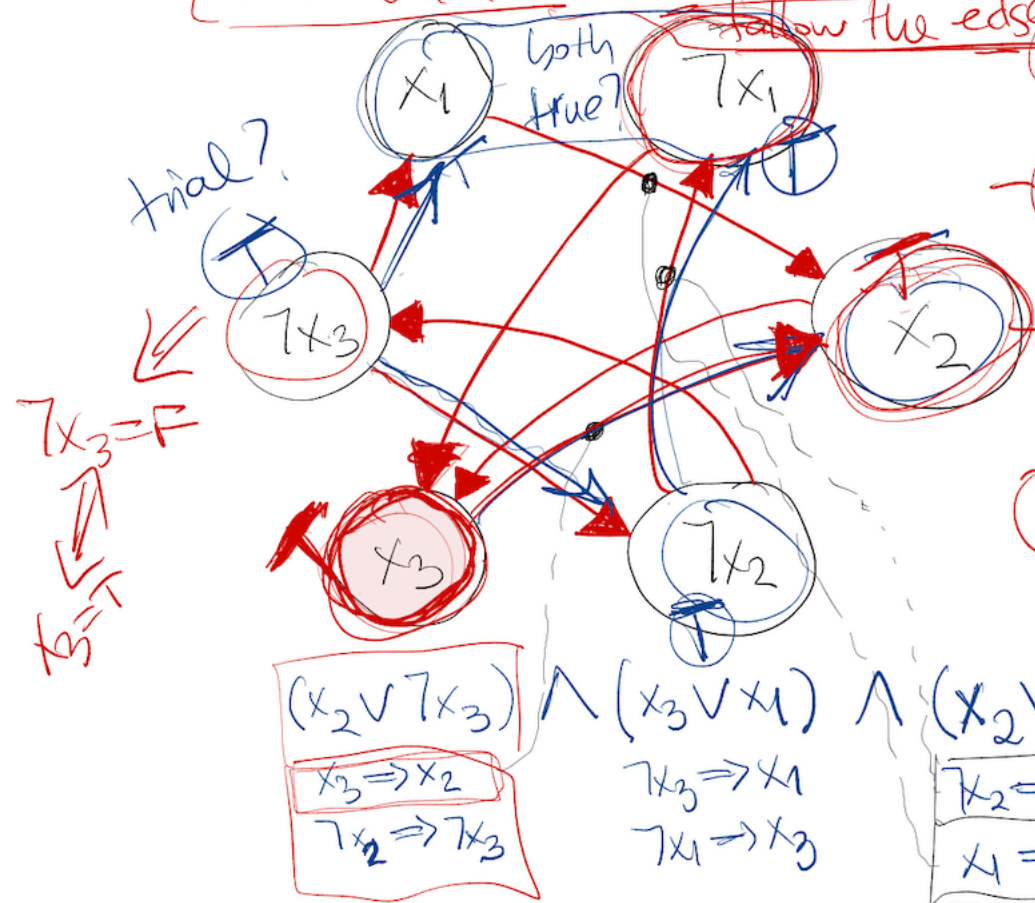 follow the edg
both
true?
x₁
¬x₁
T
trial?
T
T
¬x₃
x₂
¬x₃=F
x₃=T
T
x₃
¬x₂
T
(x₂ ∨ ¬x₃) ∧ (x₃ ∨ x₁) ∧ (x₂ ∨
x₃ => x₂
¬x₃ => x₁
¬x₂ =
¬x₂ => ¬x₃
¬x₁ => x₃
x₁ =